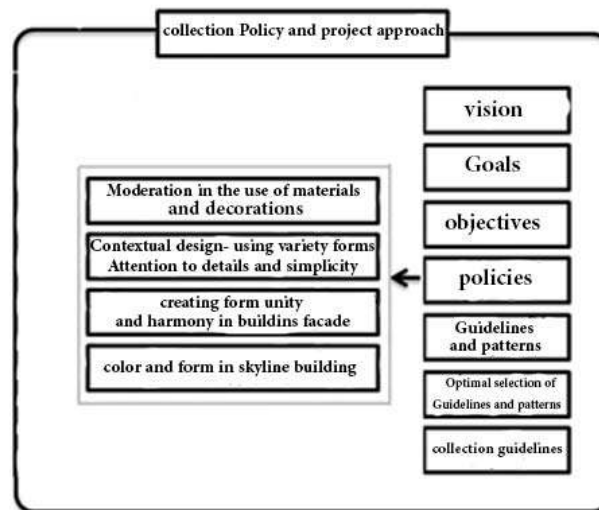 collection Policy and project approach
vision
Goals
objectives
policies
Guidelines
and patterns
Optimal selection of
Guidelines and patterns
collection guidelines
Moderation in the use of materials
and decorations
Contextual design- using variety forms
Attention to details and simplicity
creating form unity
and harmony in buildins facade
color and form in skyline building